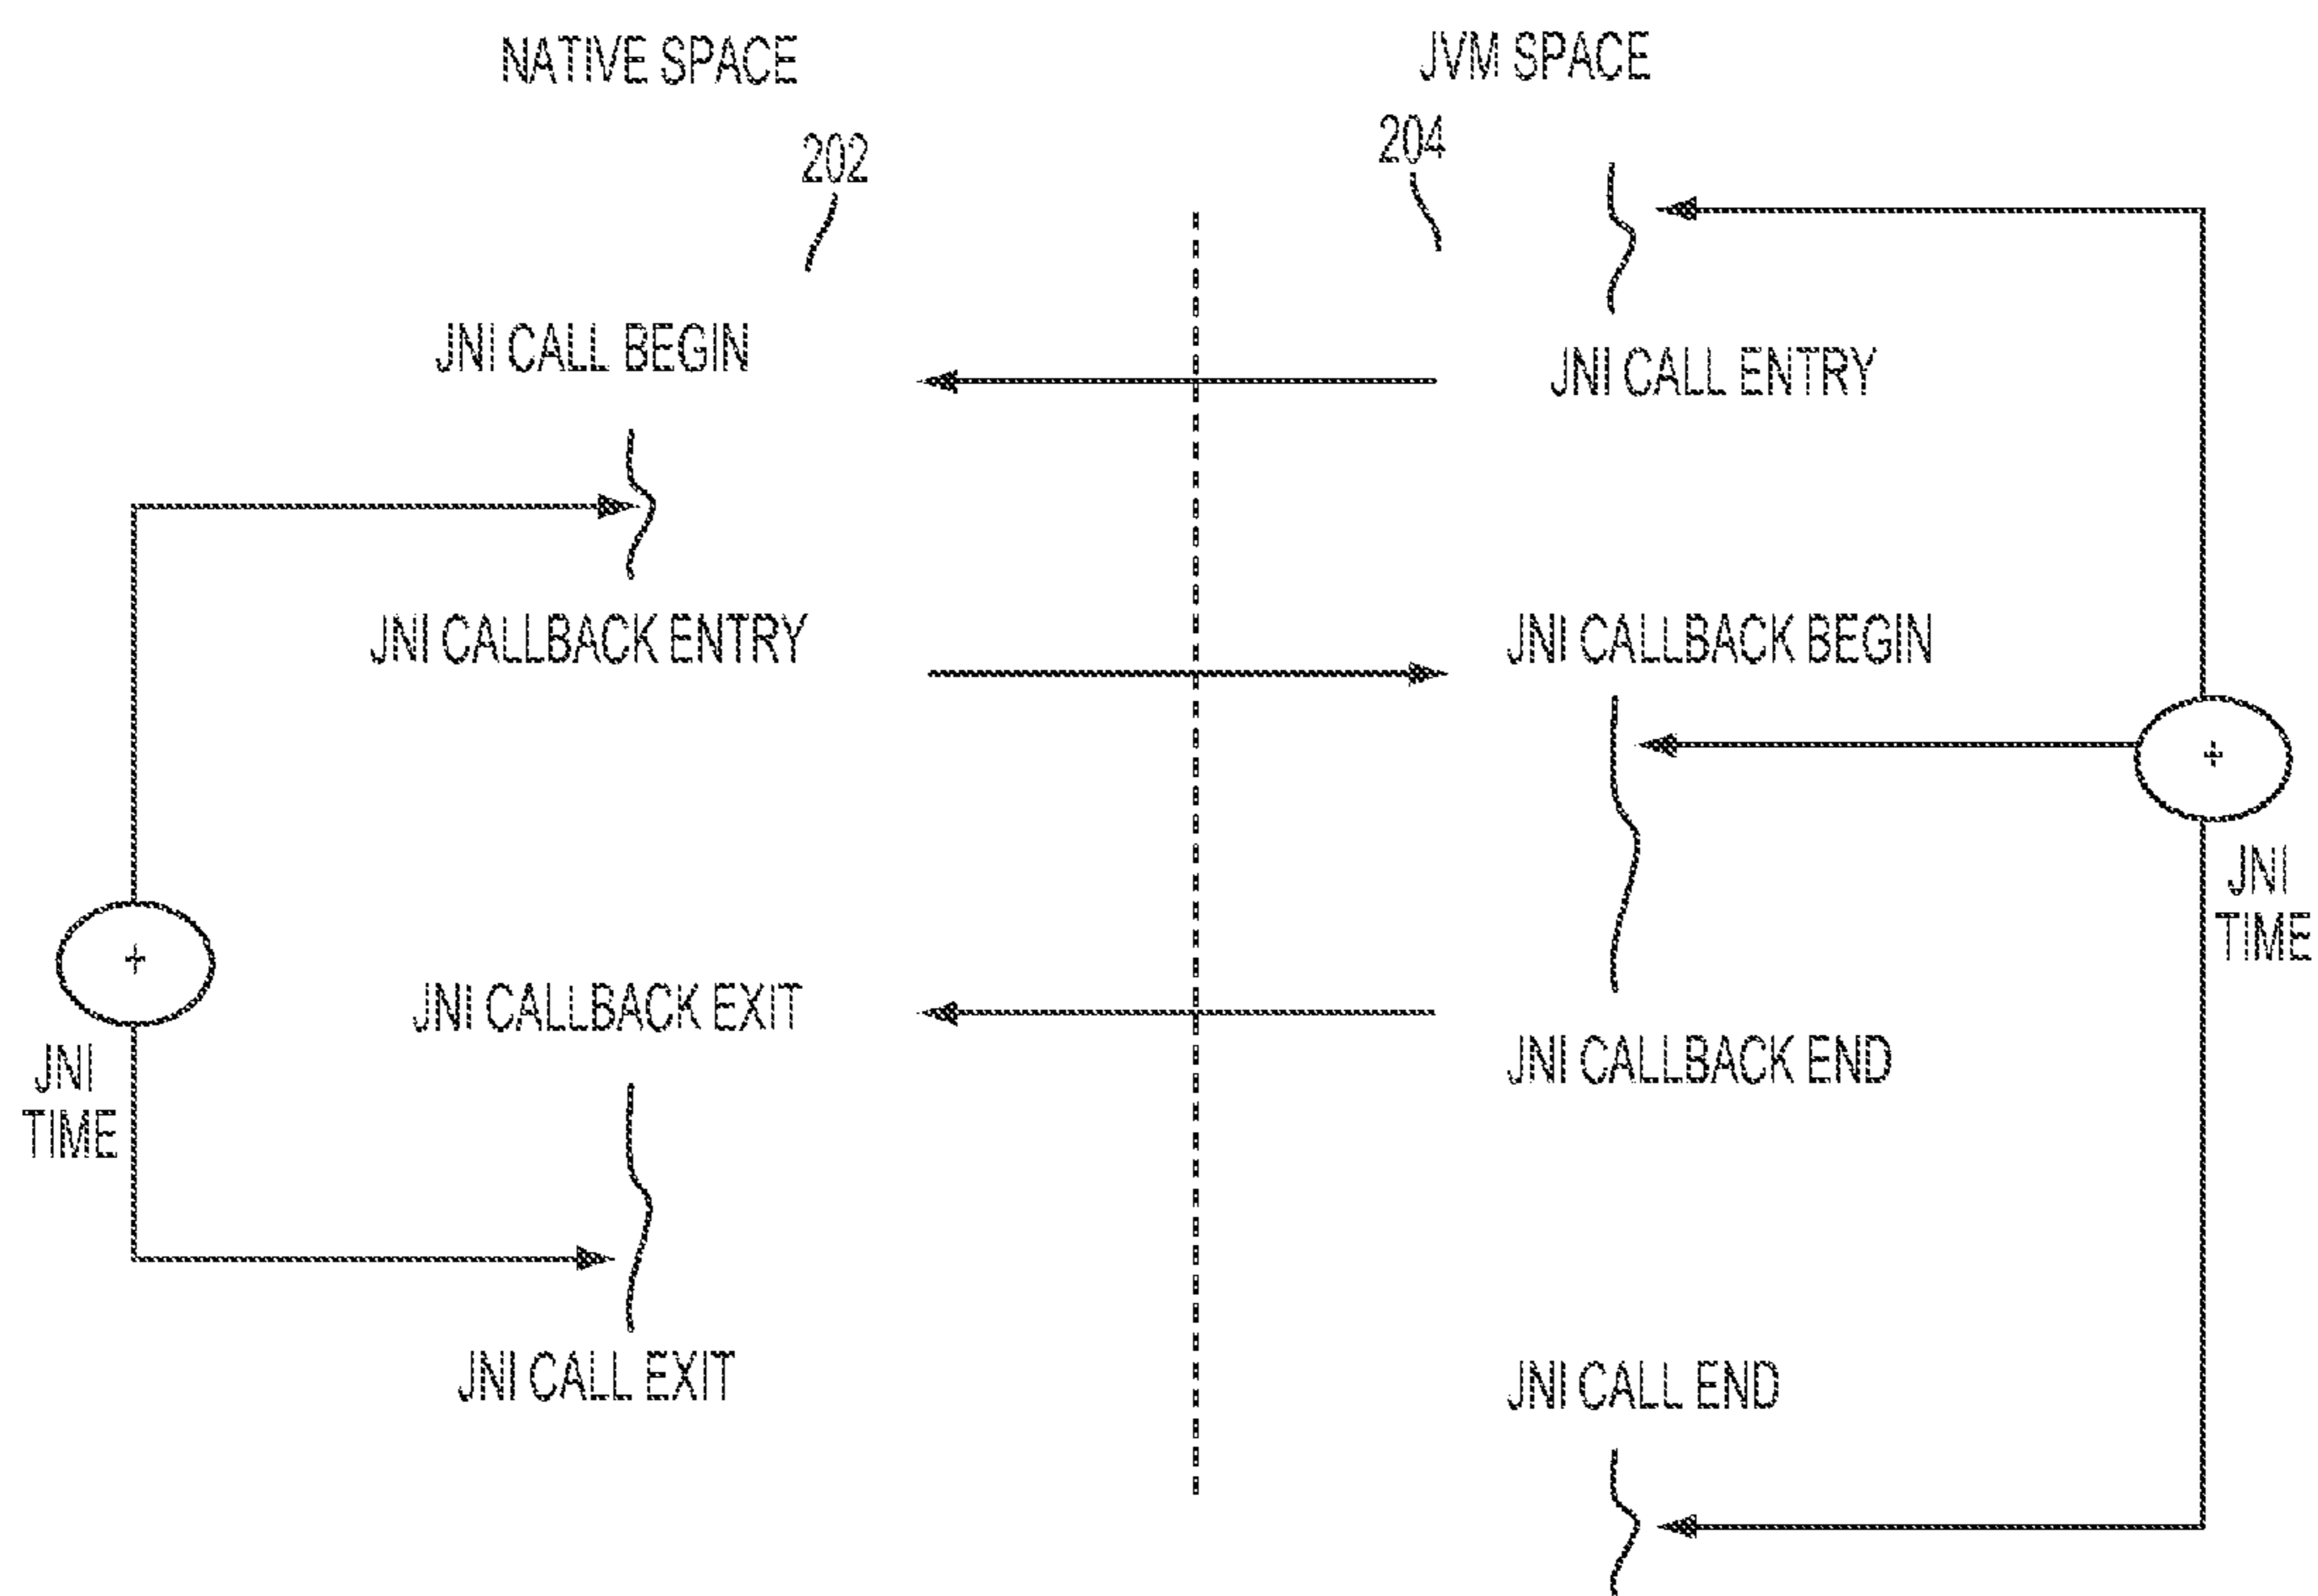 NATIVE SPACE
JVM SPACE
202
204
JNI CALL BEGIN
JNI CALL ENTRY
JNI CALLBACK ENTRY
JNI CALLBACK BEGIN
+
JNI
TIME
+
JNI
TIME
JNI CALLBACK EXIT
JNI CALLBACK END
JNI CALL EXIT
JNI CALL END